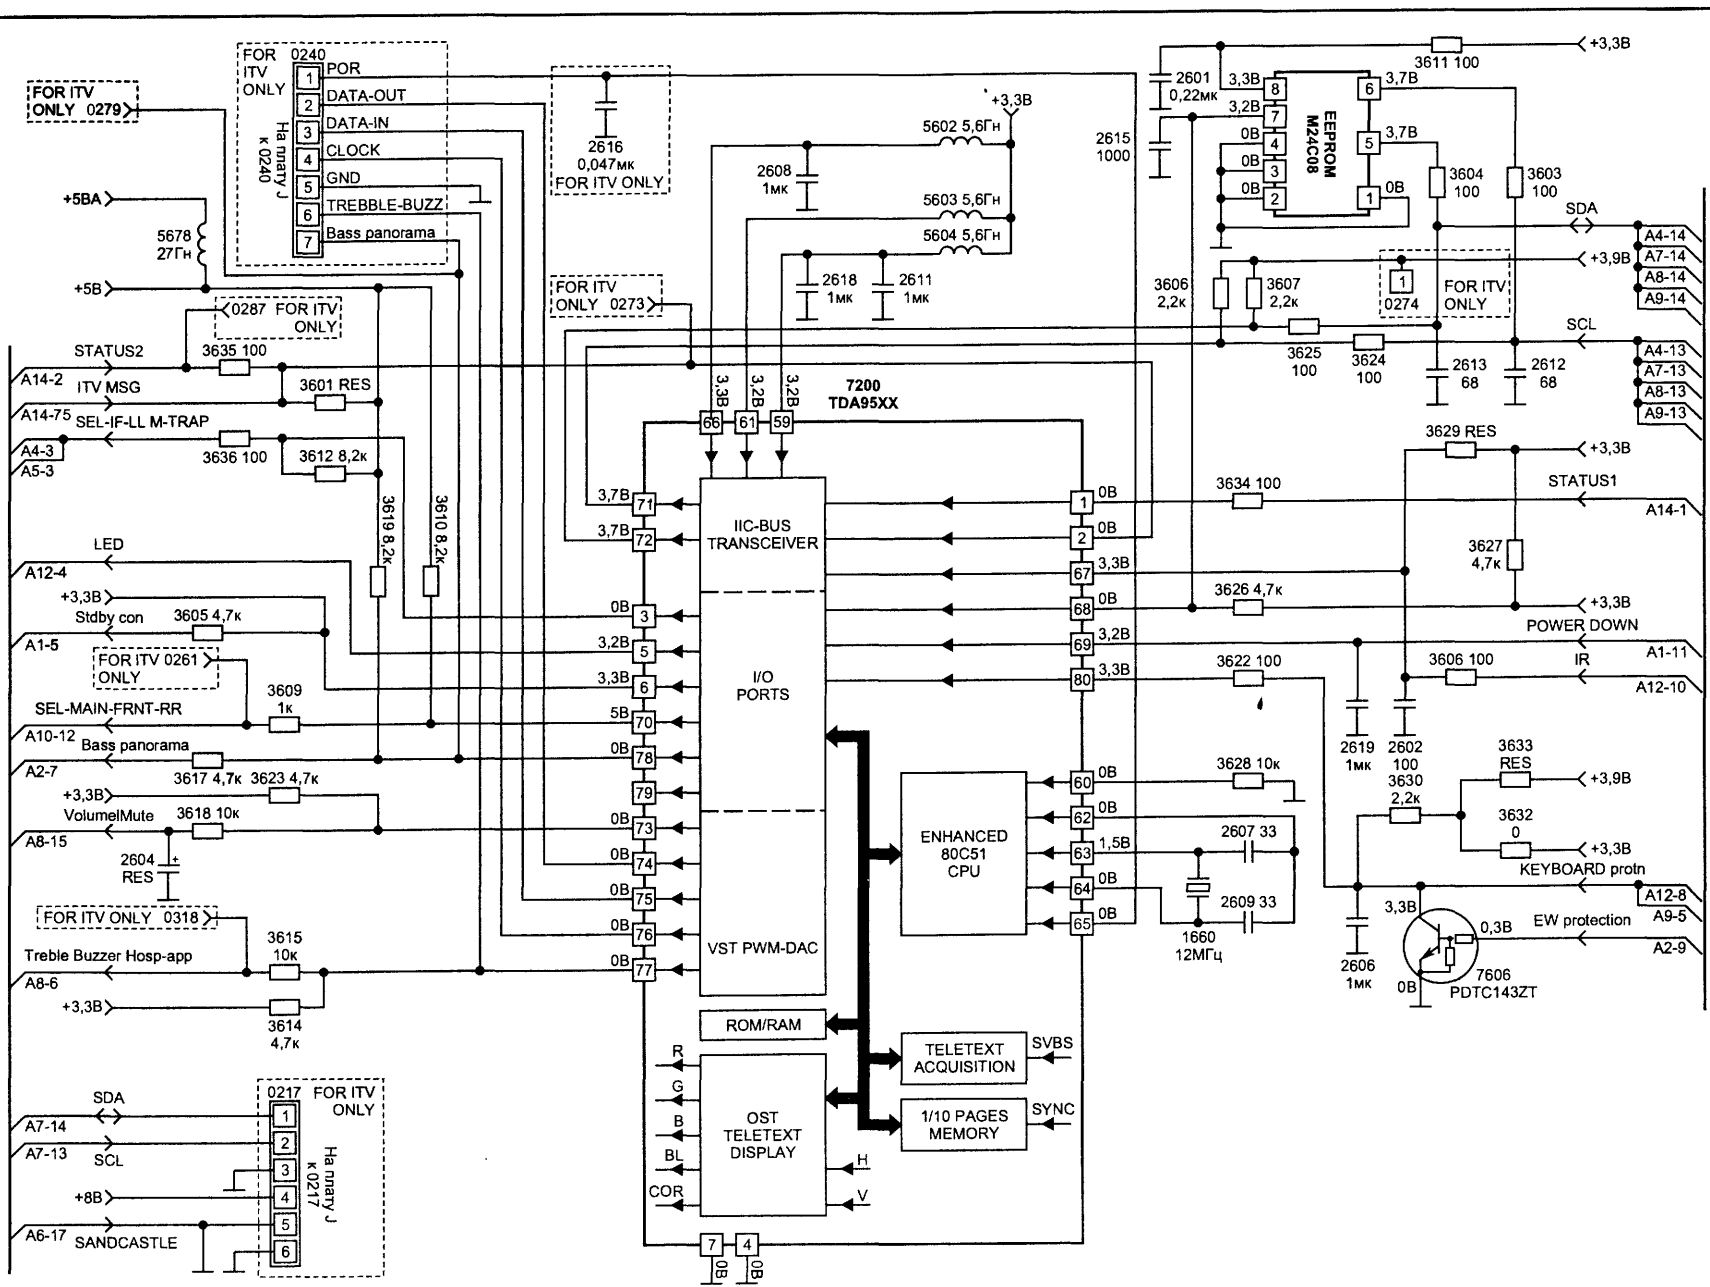 FOR ITV ONLY 0279
FOR ITV ONLY
0240
1 POR
2 DATA-OUT
3 DATA-IN
4 CLOCK
5 GND
6 TREBBLE-BUZZ
7 Bass panorama
На плату J
к 0240
2616
0,047мк
FOR ITV ONLY
+5ВА
5678
27Гн
+5В
0287 FOR ITV
ONLY
FOR ITV
ONLY 0273
+3,3В
5602 5,6Гн
2608
1мк
5603 5,6Гн
5604 5,6Гн
2618
1мк
2611
1мк
3611 100
+3,3В
2601
0,22мк
2615
1000
3,3В
3,2В
0В
0В
0В
8
7
4
3
2
EEPROM
M24C08
6
5
1
3,7В
3,7В
0В
3604
100
3603
100
SDA
A4-14
A7-14
A8-14
A9-14
+3,9В
1
0274
FOR ITV
ONLY
3606
2,2к
3607
2,2к
3625
100
3624
100
2613
68
2612
68
SCL
A4-13
A7-13
A8-13
A9-13
STATUS2
A14-2
3635 100
ITV MSG
A14-75
3601 RES
SEL-IF-LL M-TRAP
A4-3
A5-3
3636 100
3612 8,2к
3619 8,2к
3610 8,2к
LED
A12-4
+3,3В
Stdby con
A1-5
3605 4,7к
FOR ITV 0261
ONLY
3609
1к
SEL-MAIN-FRNT-RR
A10-12
Bass panorama
A2-7
3617 4,7к
3623 4,7к
+3,3В
VolumelMute
A8-15
3618 10к
2604
RES
FOR ITV ONLY 0318
3615
10к
Treble Buzzer Hosp-app
A8-6
+3,3В
3614
4,7к
7200
TDA95XX
3,3В
3,2В
3,2В
66
61
59
3,7В 71
3,7В 72
0В 3
3,2В 5
3,3В 6
5В 70
0В 78
79
0В 73
0В 74
0В 75
0В 76
0В 77
IIC-BUS
TRANSCEIVER
I/O
PORTS
VST PWM-DAC
ROM/RAM
OST
TELETEXT
DISPLAY
R
G
B
BL
COR
H
V
ENHANCED
80C51
CPU
TELETEXT
ACQUISITION
SVBS
1/10 PAGES
MEMORY
SYNC
1 0В
2 0В
67 3,3В
68 0В
69 3,2В
80 3,3В
60 0В
62 0В
63 1,5В
64 0В
65 0В
7
4
0В
0В
3634 100
STATUS1
A14-1
3629 RES
+3,3В
3627
4,7к
3626 4,7к
+3,3В
POWER DOWN
A1-11
3622 100
3606 100
IR
A12-10
2619
1мк
2602
100
3628 10к
2607 33
2609 33
1660
12МГц
3633
RES
+3,9В
3630
2,2к
3632
0
+3,3В
KEYBOARD protn
A12-8
A9-5
3,3В
0,3В
EW protection
A2-9
2606
1мк
0В
7606
PDTC143ZT
0217 FOR ITV
ONLY
1
2
3
4
5
6
На плату J
к 0217
SDA
A7-14
A7-13
SCL
+8В
A6-17
SANDCASTLE